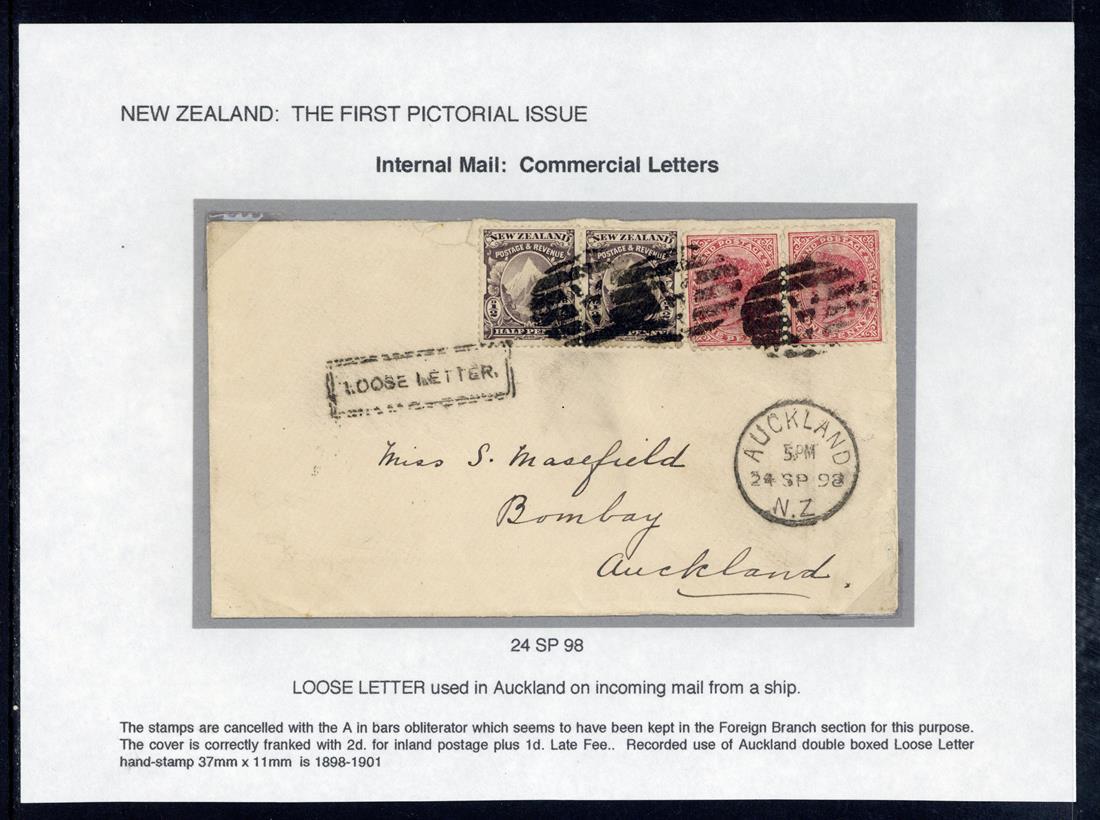 NEW ZEALAND: THE FIRST PICTORIAL ISSUE
Internal Mail: Commercial Letters
NEW ZEALAND
POSTAGE & REVENUE
HALF PE
NEW ZEALAND
POSTAGE & REVENUE
PENNY
LOOSE LETTER.
AUCKLAND
5 PM
24 SP 98
N.Z
Miss S. Masefield
Bombay
Auckland.
24 SP 98
LOOSE LETTER used in Auckland on incoming mail from a ship.
The stamps are cancelled with the A in bars obliterator which seems to have been kept in the Foreign Branch section for this purpose.
The cover is correctly franked with 2d. for inland postage plus 1d. Late Fee.. Recorded use of Auckland double boxed Loose Letter
hand-stamp 37mm x 11mm is 1898-1901